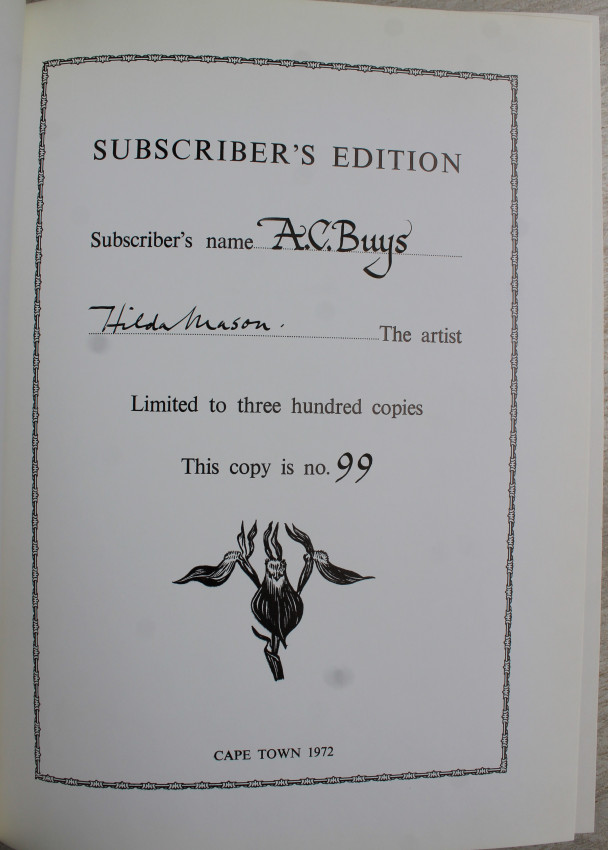 SUBSCRIBER'S EDITION
Subscriber's name A.C. Buys
Hilda Mason. The artist
Limited to three hundred copies
This copy is no. 99
CAPE TOWN 1972